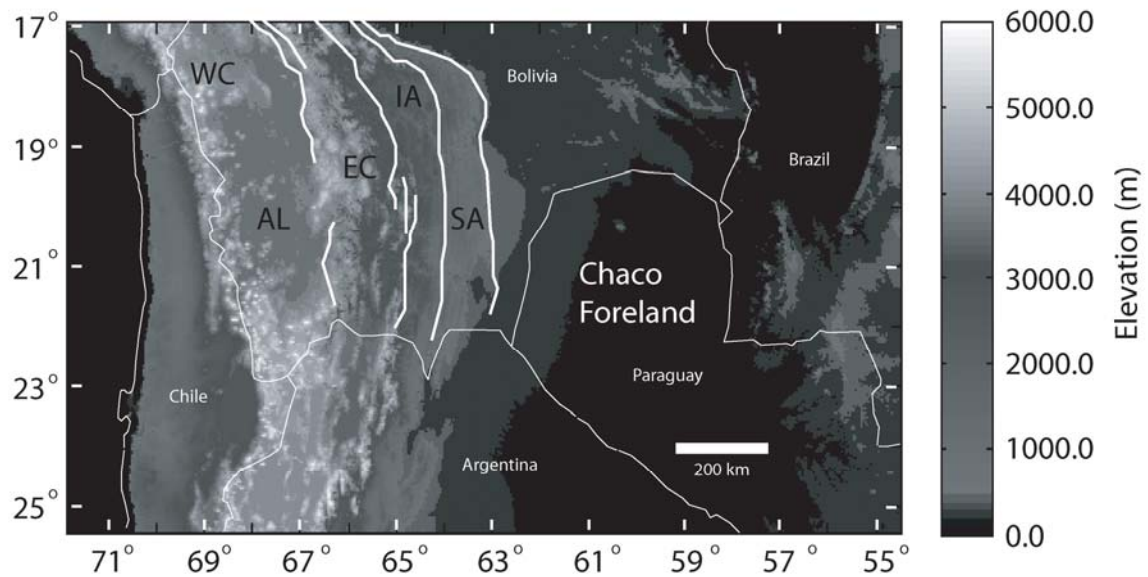 17°
19°
21°
23°
25°
71°
69°
67°
65°
63°
61°
59°
57°
55°
WC
IA
EC
AL
SA
Bolivia
Brazil
Chaco
Foreland
Paraguay
Chile
Argentina
200 km
6000.0
5000.0
4000.0
3000.0
2000.0
1000.0
0.0
Elevation (m)